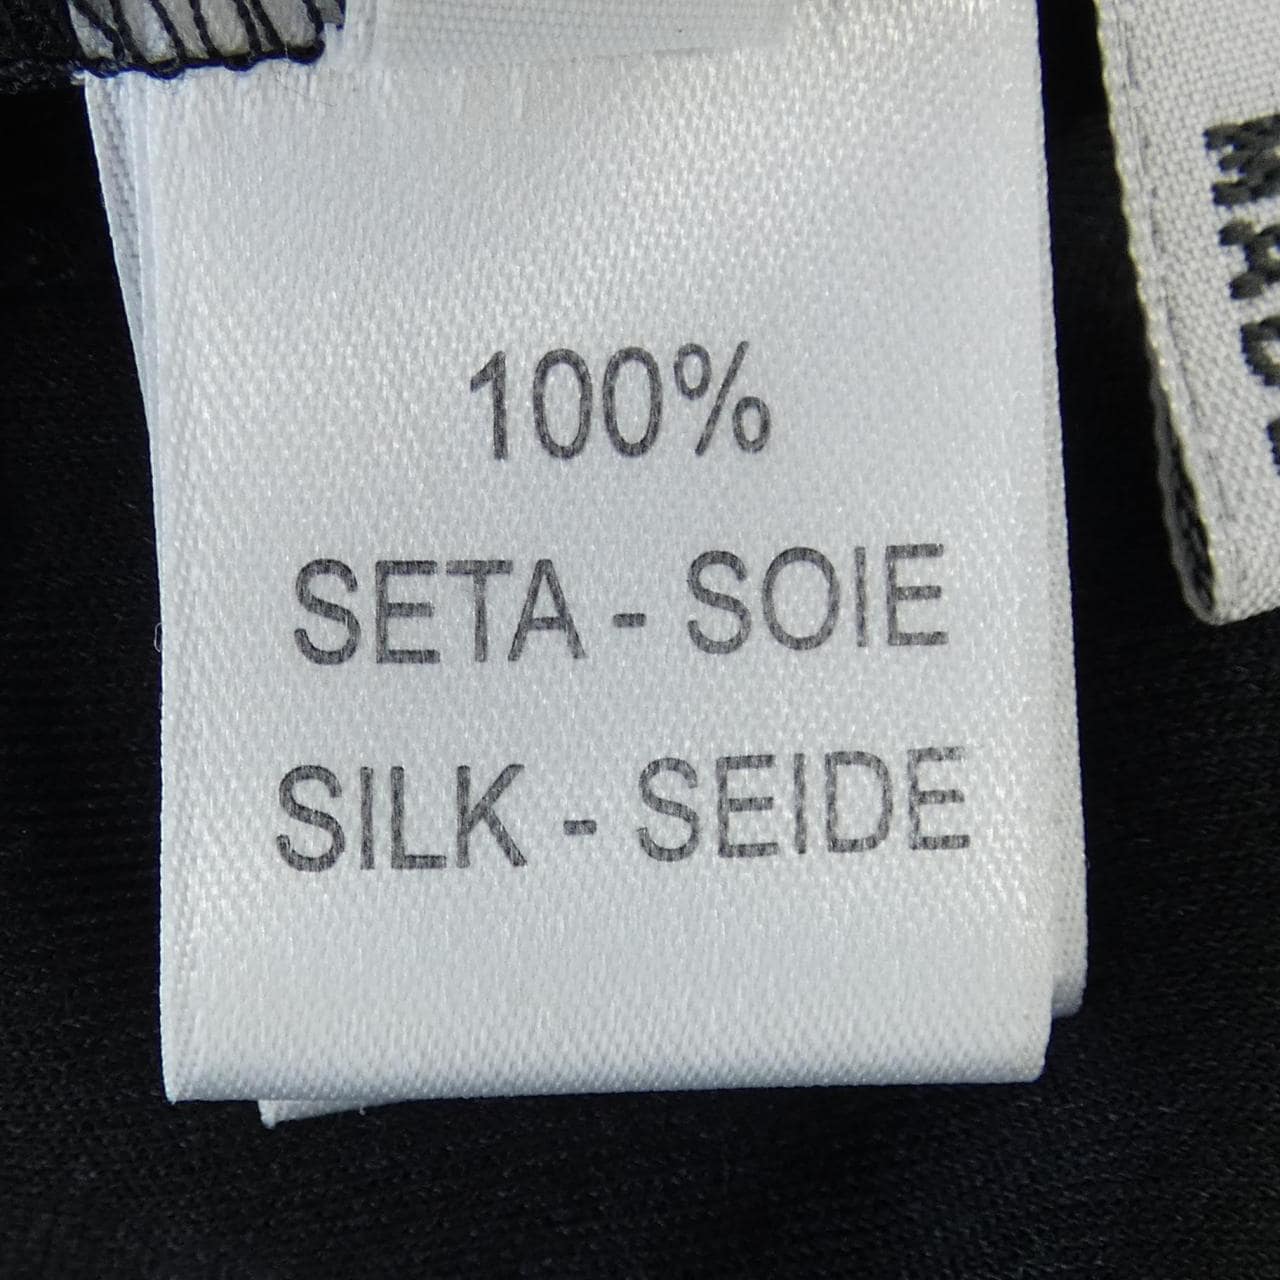 100%
SETA - SOIE
SILK - SEIDE